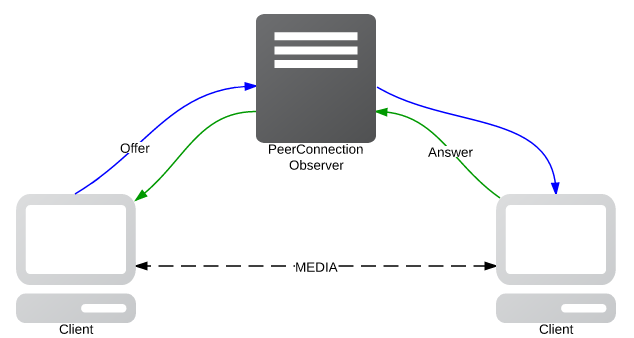 Offer
PeerConnection
Observer
Answer
MEDIA
Client
Client